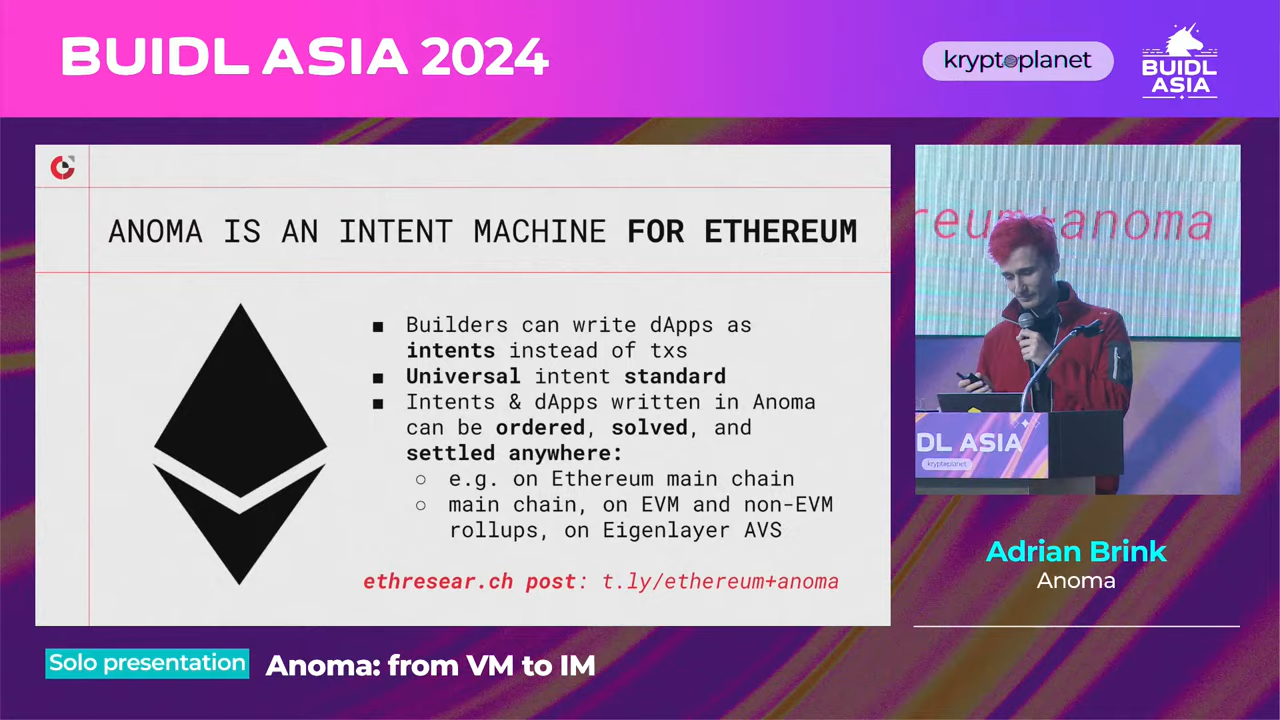 BUIDL ASIA 2024
kryptoplanet
BUIDL
ASIA
ANOMA IS AN INTENT MACHINE FOR ETHEREUM
■ Builders can write dApps as
intents instead of txs
■ Universal intent standard
■ Intents & dApps written in Anoma
can be ordered, solved, and
settled anywhere:
○ e.g. on Ethereum main chain
○ main chain, on EVM and non-EVM
rollups, on Eigenlayer AVS
ethresear.ch post: t.ly/ethereum+anoma
reum+anoma
DL ASIA
kryptoplanet
Adrian Brink
Anoma
Solo presentation
Anoma: from VM to IM